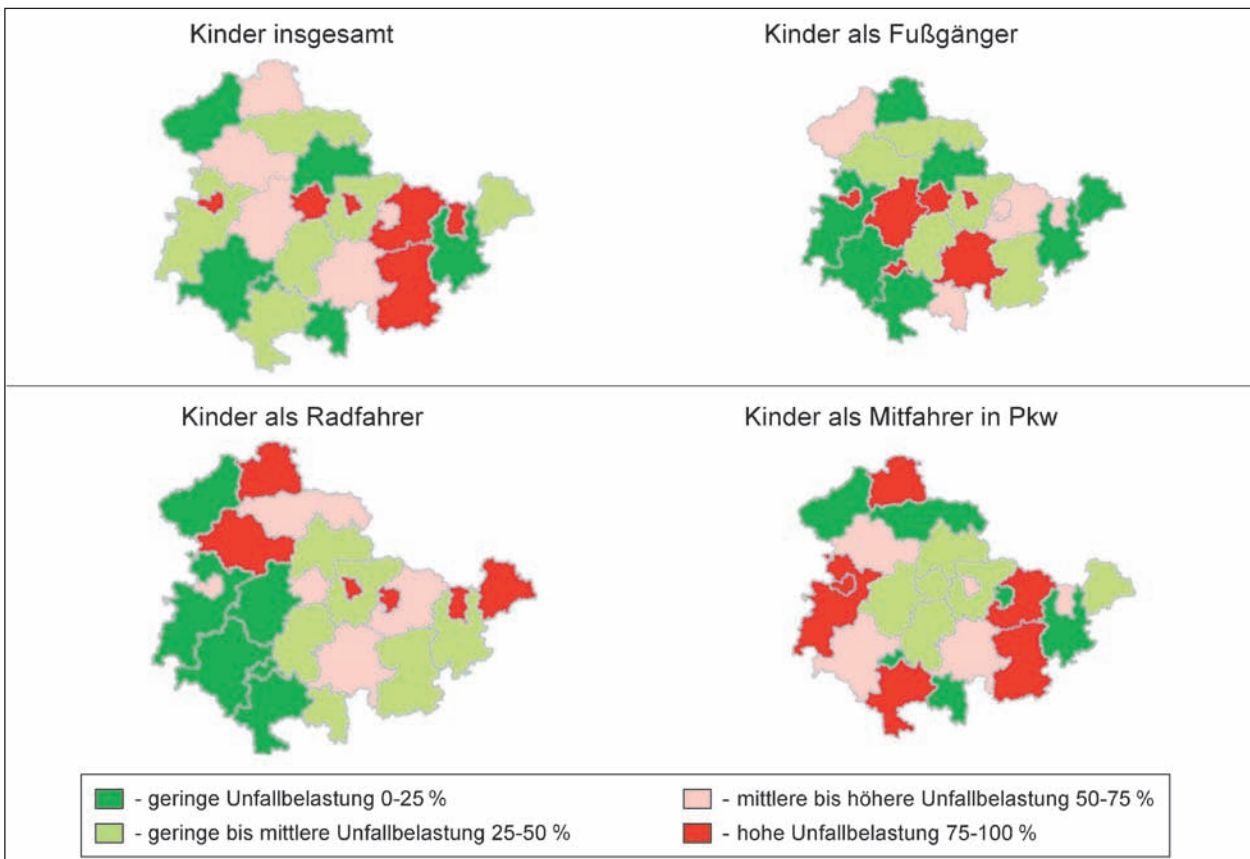 Kinder insgesamt
Kinder als Fußgänger
Kinder als Radfahrer
Kinder als Mitfahrer in Pkw
- geringe Unfallbelastung 0-25 %
- mittlere bis höhere Unfallbelastung 50-75 %
- geringe bis mittlere Unfallbelastung 25-50 %
- hohe Unfallbelastung 75-100 %